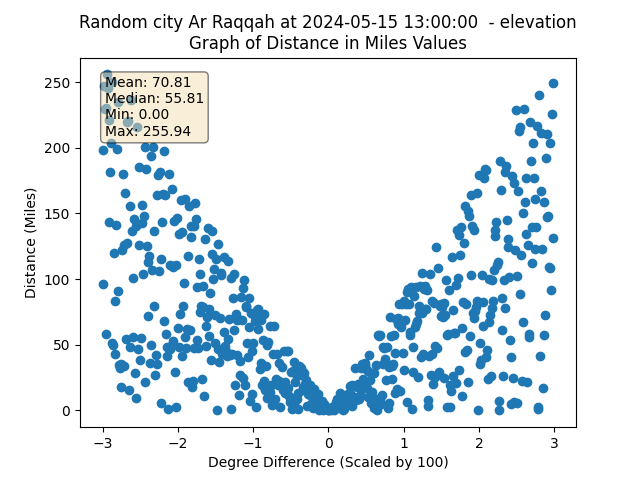 Random city Ar Raqqah at 2024-05-15 13:00:00 - elevation
Graph of Distance in Miles Values
Mean: 70.81
Median: 55.81
Min: 0.00
Max: 255.94
Distance (Miles)
250
200
150
100
50
0
−3
−2
−1
0
1
2
3
Degree Difference (Scaled by 100)